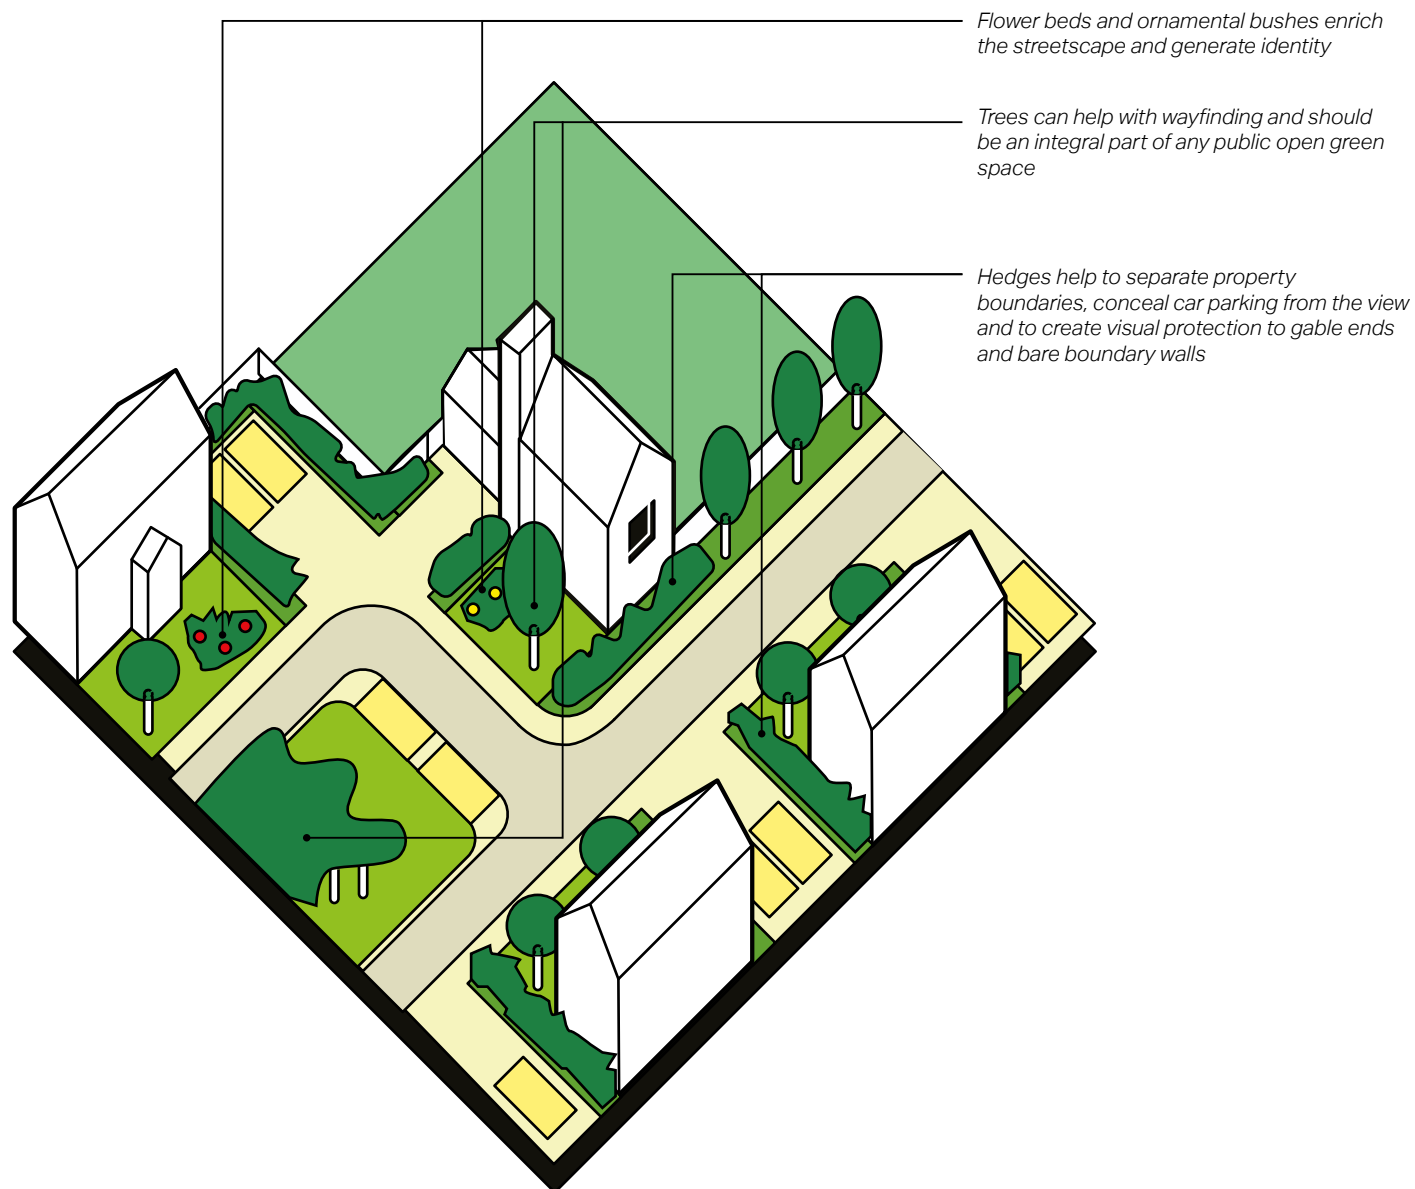 Flower beds and ornamental bushes enrich
the streetscape and generate identity
Trees can help with wayfinding and should
be an integral part of any public open green
space
Hedges help to separate property
boundaries, conceal car parking from the view
and to create visual protection to gable ends
and bare boundary walls